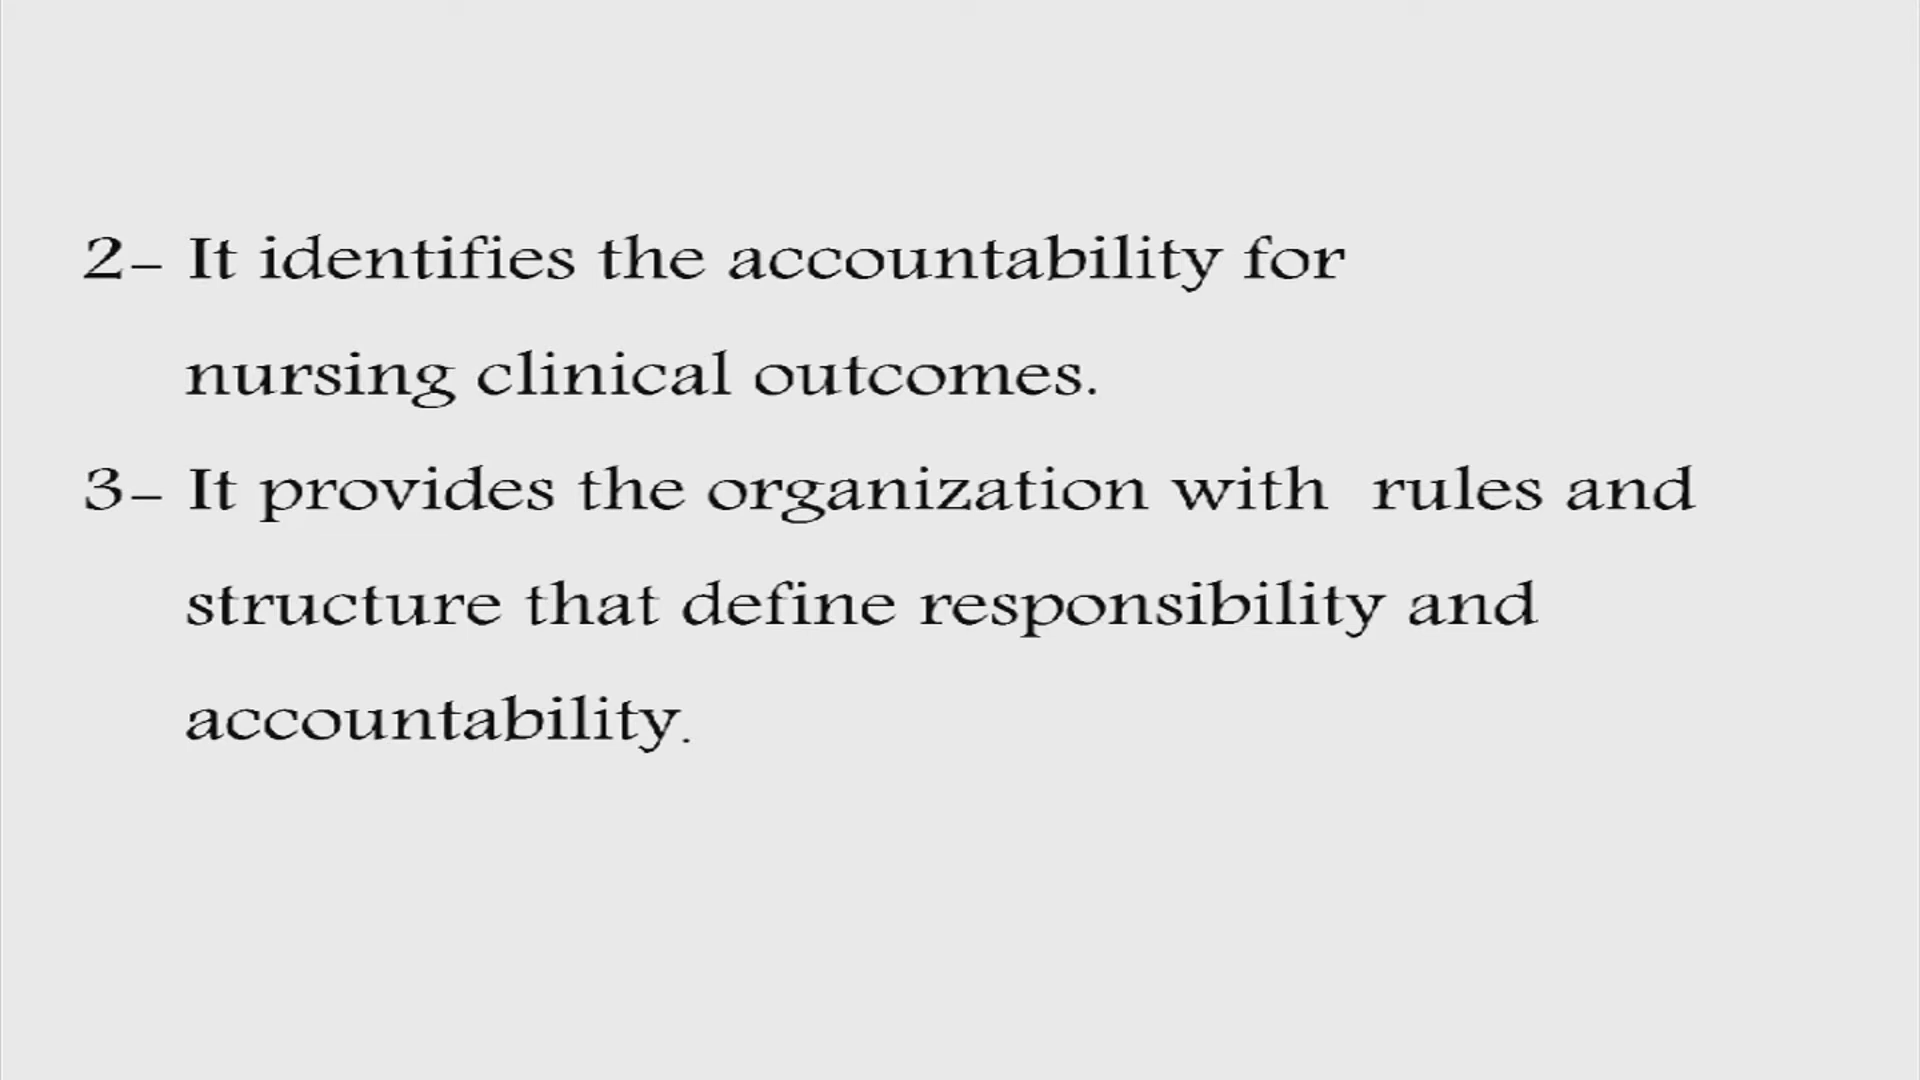 2- It identifies the accountability for
nursing clinical outcomes.
3- It provides the organization with  rules and
structure that define responsibility and
accountability.